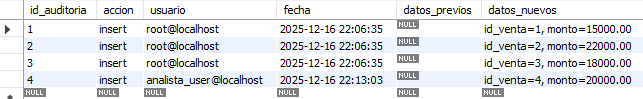 id_auditoria accion usuario fecha datos_previos datos_nuevos
1 insert root@localhost 2025-12-16 22:06:35 NULL id_venta=1, monto=15000.00
2 insert root@localhost 2025-12-16 22:06:35 NULL id_venta=2, monto=22000.00
3 insert root@localhost 2025-12-16 22:06:35 NULL id_venta=3, monto=18000.00
4 insert analista_user@localhost 2025-12-16 22:13:03 NULL id_venta=4, monto=20000.00
NULL NULL NULL NULL NULL NULL